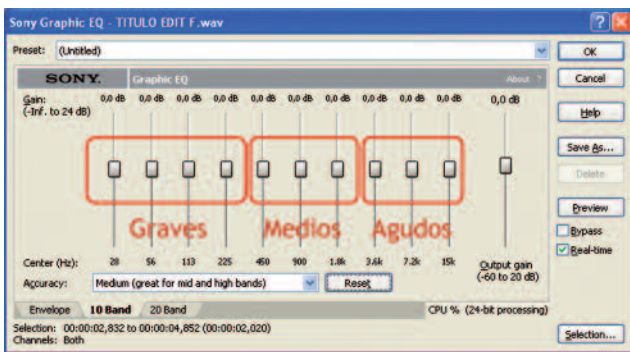 Sony Graphic EQ - TITULO EDIT F.wav
Preset: (Untitled)
OK
SONY. Graphic EQ About ?
Cancel
Gain: 0,0 dB 0,0 dB 0,0 dB 0,0 dB 0,0 dB 0,0 dB 0,0 dB 0,0 dB 0,0 dB 0,0 dB 0,0 dB
(-Inf. to 24 dB)
Help
Save As...
Delete
Graves Medios Agudos
Preview
Bypass
Real-time
Center (Hz): 28 56 113 225 450 900 1.8k 3.6k 7.2k 15k Output gain
(-60 to 20 dB)
Accuracy: Medium (great for mid and high bands) Reset
Envelope 10 Band 20 Band CPU % (24-bit processing)
Selection: 00:00:02,832 to 00:00:04,852 (00:00:02,020)
Channels: Both
Selection...